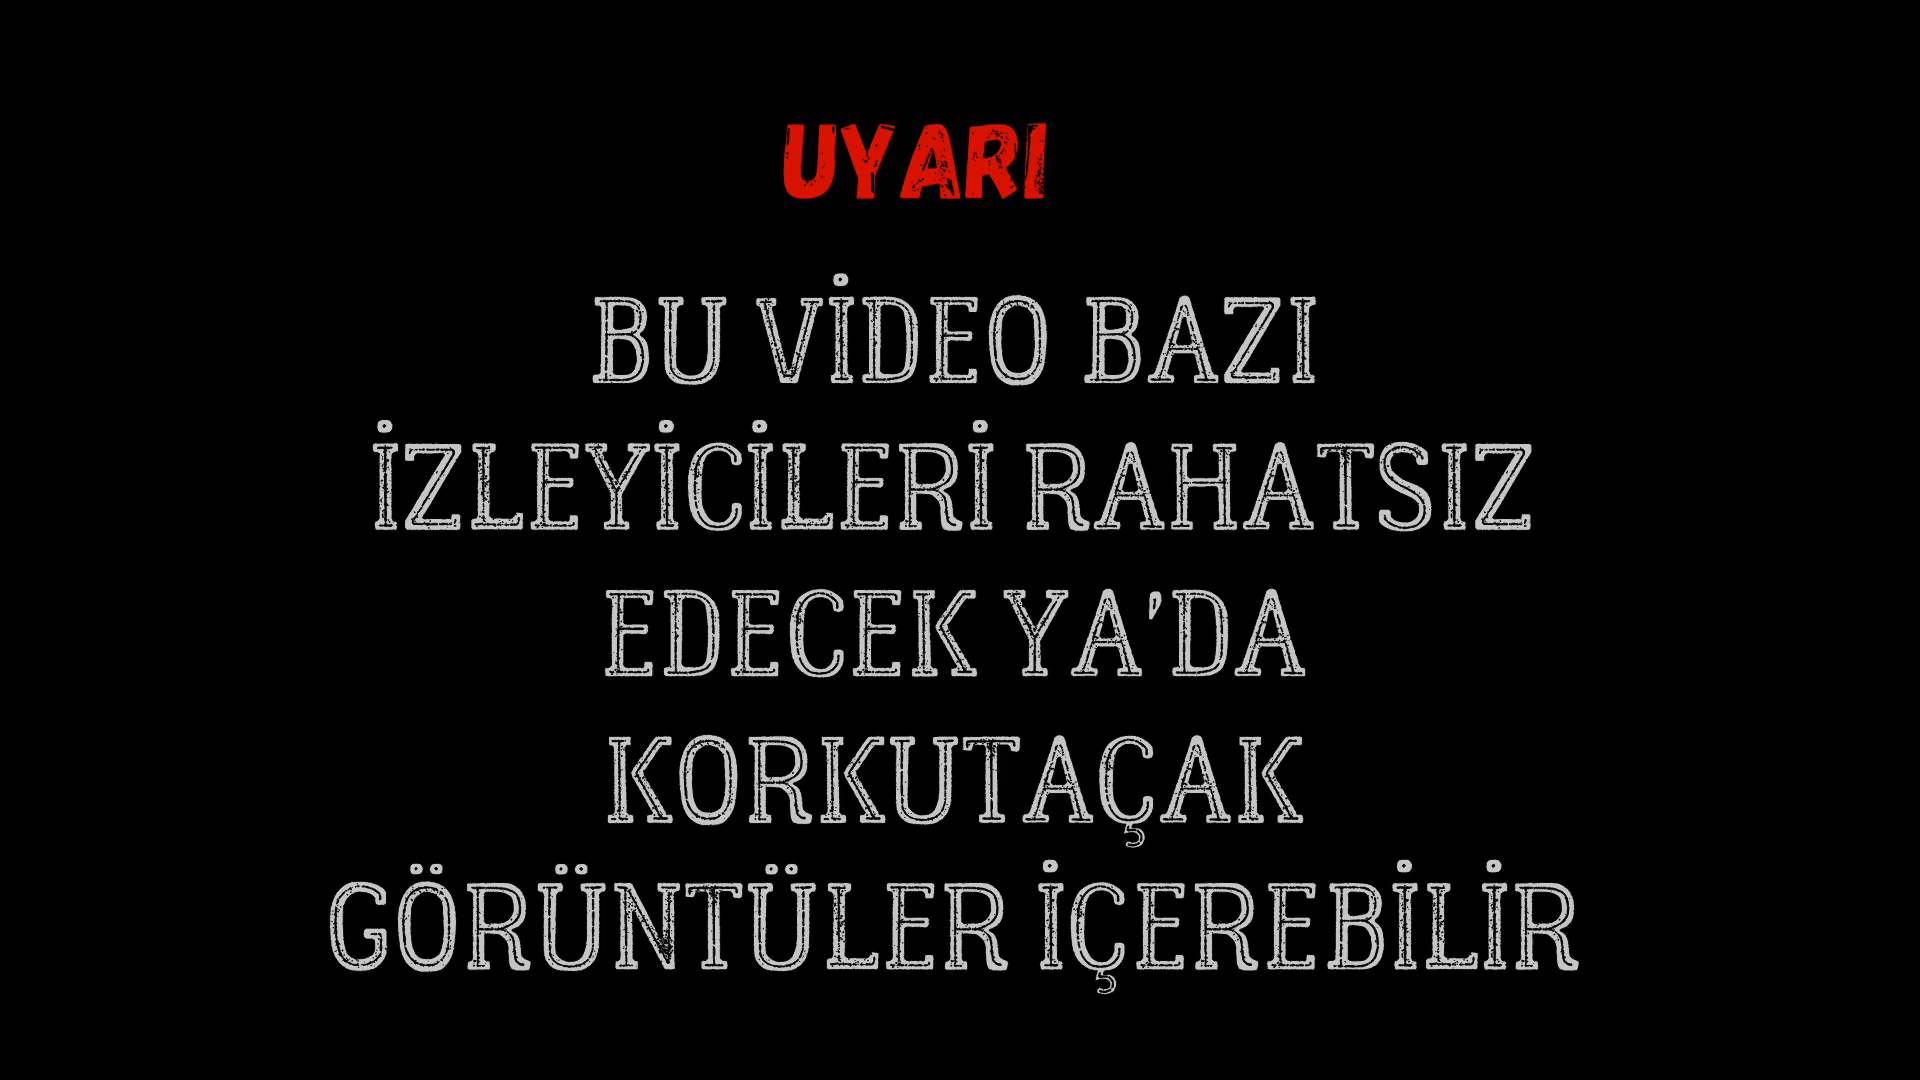 UYARI
BU VİDEO BAZI
İZLEYİCİLERİ RAHATSIZ
EDECEK YA'DA
KORKUTAÇAK
GÖRÜNTÜLER İÇEREBİLİR